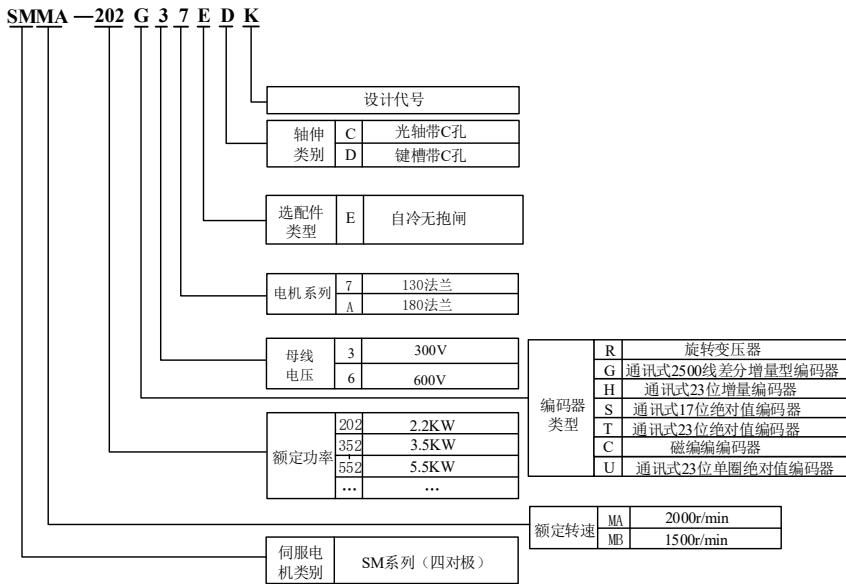 SMMA—202 G 3 7 E D K
设计代号
轴伸类别 C 光轴带C孔
D 键槽带C孔
选配件类型 E 自冷无抱闸
电机系列 7 130法兰
A 180法兰
母线电压 3 300V
6 600V
编码器类型 R 旋转变压器
G 通讯式2500线差分增量型编码器
H 通讯式23位增量编码器
S 通讯式17位绝对值编码器
T 通讯式23位绝对值编码器
C 磁编编编码器
U 通讯式23位单圈绝对值编码器
额定功率 202 2.2KW
352 3.5KW
552 5.5KW
... ...
额定转速 MA 2000r/min
MB 1500r/min
伺服电机类别 SM系列（四对极）